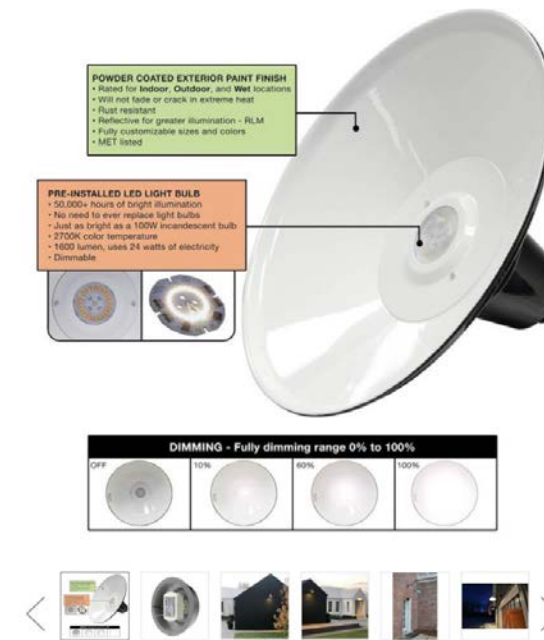 POWDER COATED EXTERIOR PAINT FINISH
• Rated for Indoor, Outdoor, and Wet locations
• Will not fade or crack in extreme heat
• Rust resistant
• Reflective for greater illumination - RLM
• Fully customizable sizes and colors
• MET listed
PRE-INSTALLED LED LIGHT BULB
• 50,000+ hours of bright illumination
• No need to ever replace light bulbs
• Just as bright as a 100W incandescent bulb
• 2700K color temperature
• 1600 lumen, uses 24 watts of electricity
• Dimmable
DIMMING - Fully dimming range 0% to 100%
OFF 10% 60% 100%